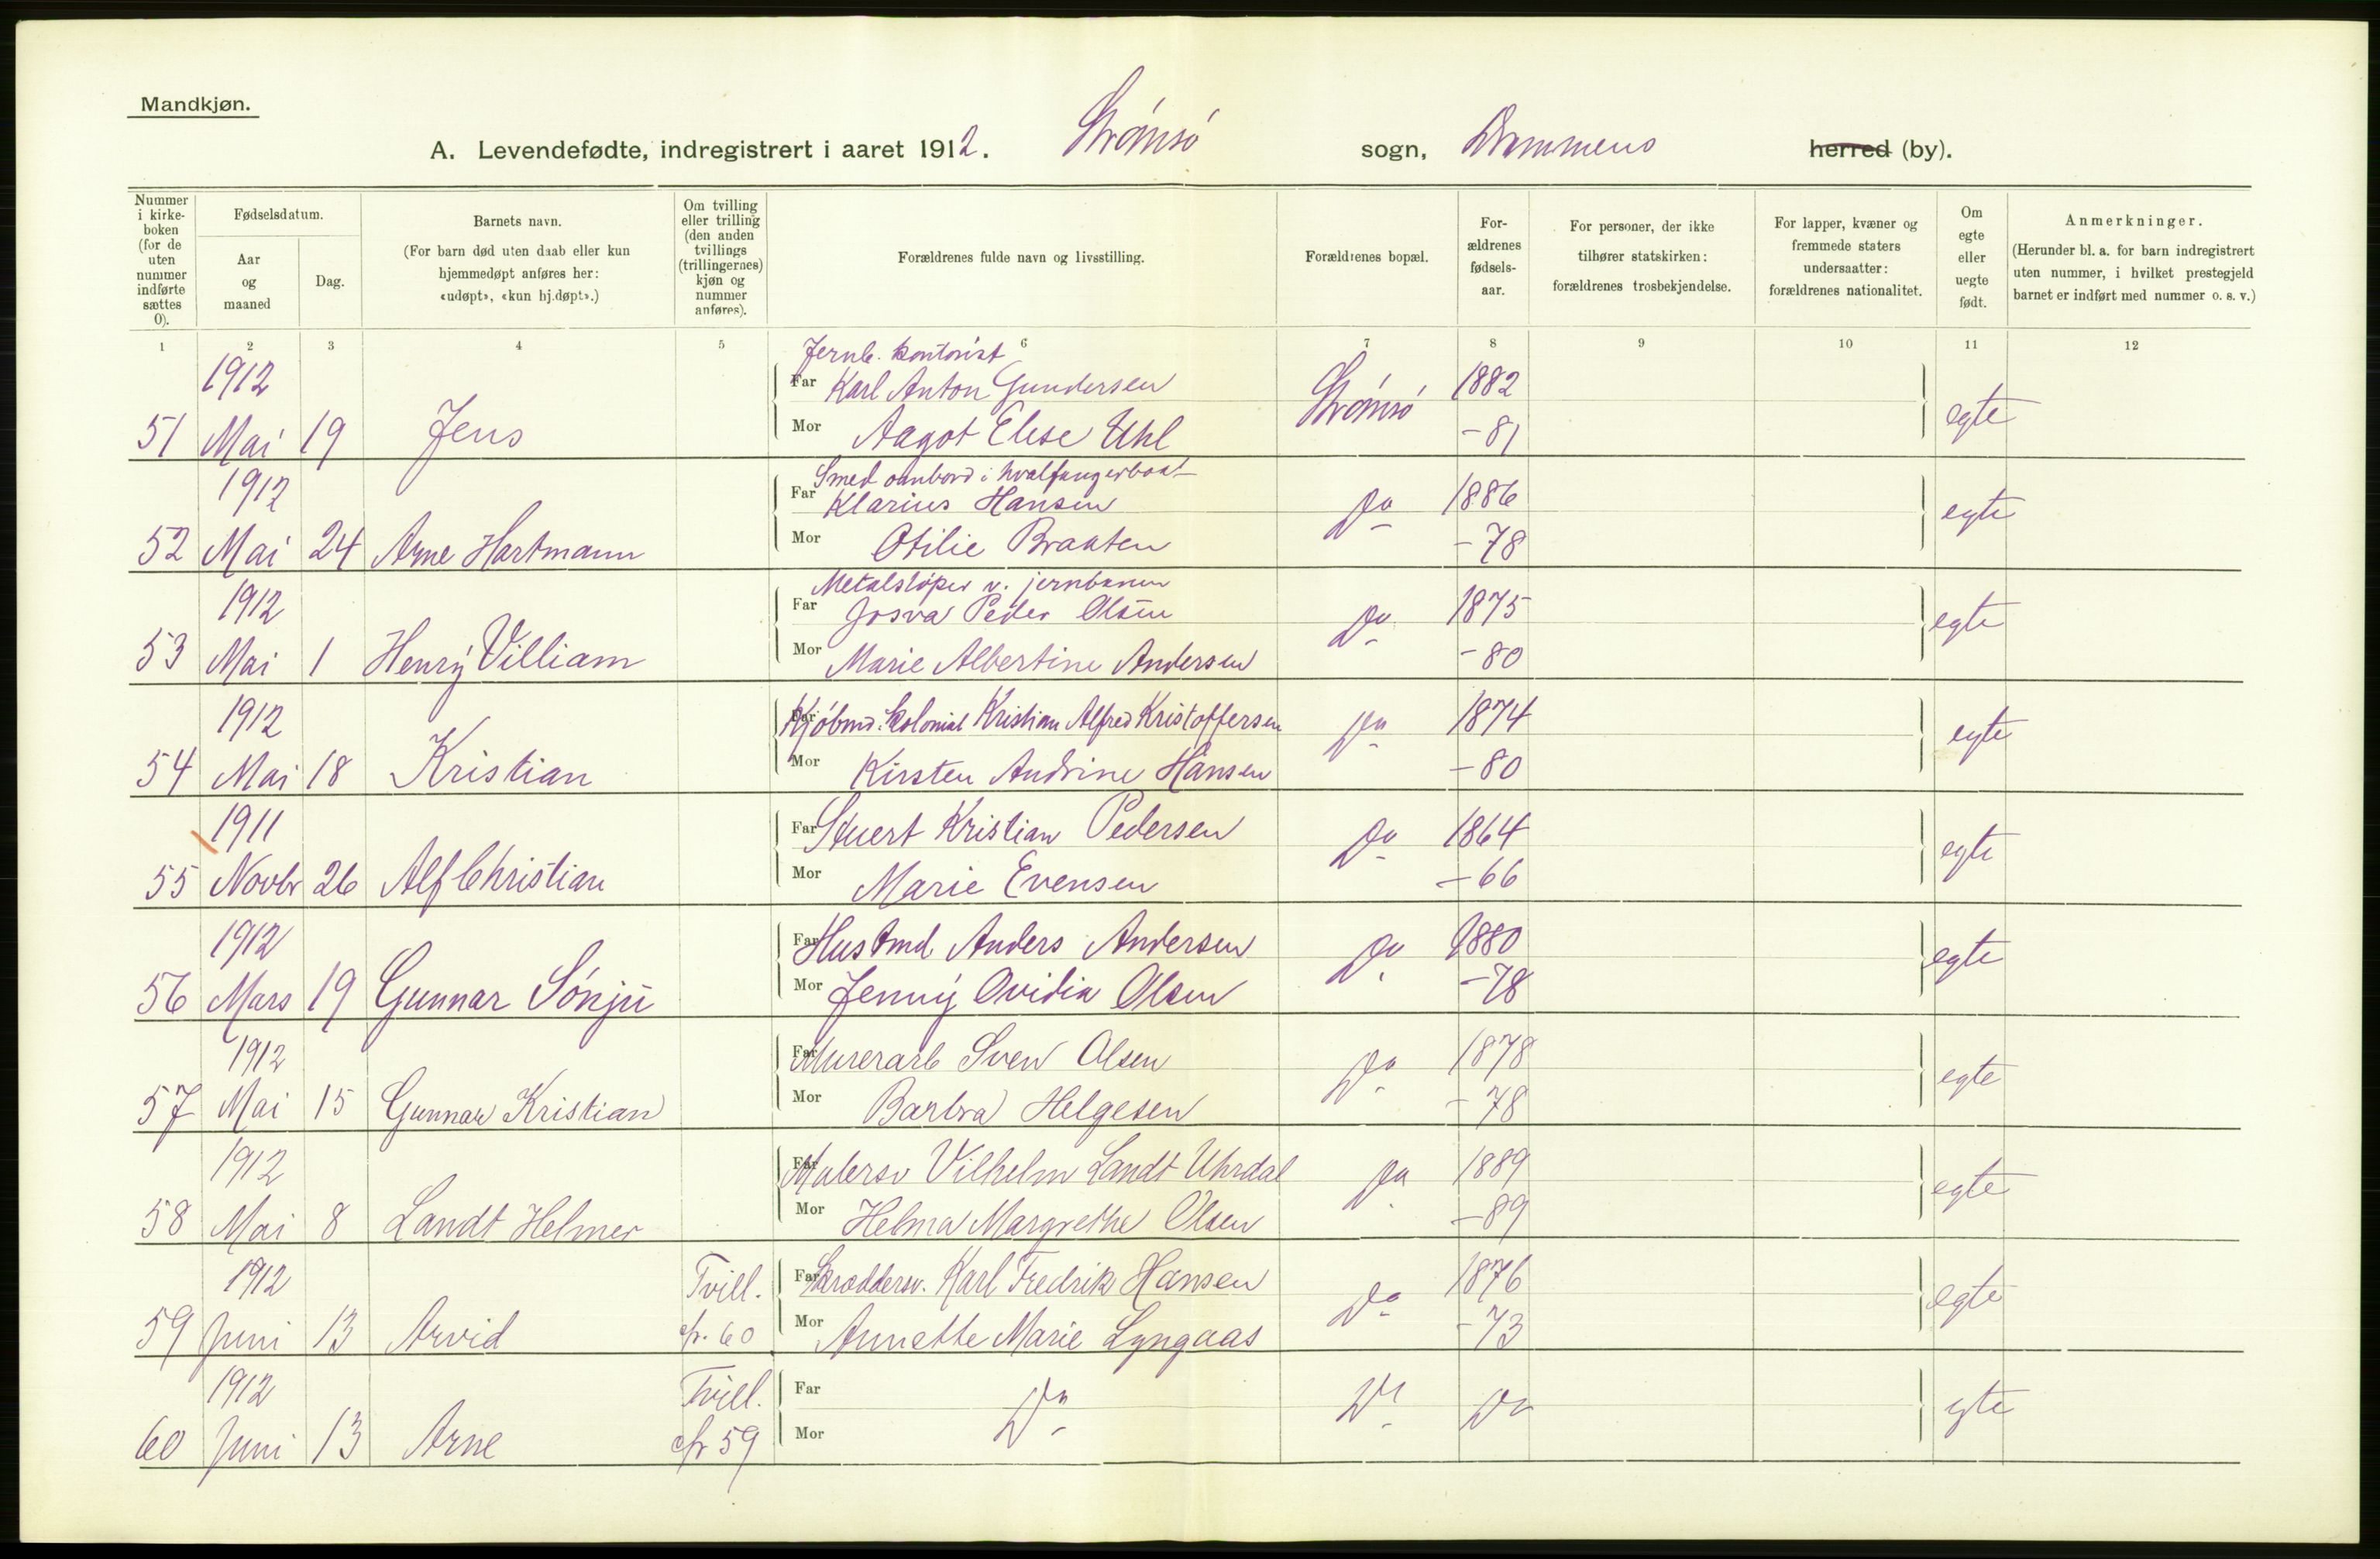 Mandkjøn.
A. Levendefødte, indregistrert i aaret 1912. Strømsø sogn, Drammens herred (by).
Nummer i kirke-boken (for de uten nummer indførte sættes 0).
Fødselsdatum.
Aar og maaned
Dag.
Barnets navn.
(For barn død uten daab eller kun hjemmedøpt anføres her: «udøpt», «kun hj.døpt».)
Om tvilling eller trilling (den anden tvillings (trillingernes) kjøn og nummer anføres).
Forældrenes fulde navn og livsstilling.
Forældrenes bopæl.
For-ældrenes fødsels-aar.
For personer, der ikke tilhører statskirken: forældrenes trosbekjendelse.
For lapper, kvæner og fremmede staters undersaatter: forældrenes nationalitet.
Om egte eller uegte født.
Anmerkninger.
(Herunder bl. a. for barn indregistrert uten nummer, i hvilket prestegjeld barnet er indført med nummer o. s. v.)
1 2 3 4 5 6 7 8 9 10 11 12
Jernb. kontorist
1912 Far Karl Anton Gundersen Strømsø 1882
51 Mai 19 Jens Mor Aagot Elise Uhl -81 egte
Smed ombord i hvalfangerbaat
1912 Far Klarius Hansen Do 1886
52 Mai 24 Arne Hartmann Mor Otilie Braaten -78 egte
Metalstøper v. jernbanen
1912 Far Josva Peder Olsen Do 1875
53 Mai 1 Henry Villiam Mor Marie Albertine Andersen -80 egte
1912 Far Kjøbmd. Kolonial Kristian Alfred Kristoffersen Do 1874
54 Mai 18 Kristian Mor Kirsten Andrine Hansen -80 egte
1911 Far Stuert Kristian Pedersen Do 1864
55 Novbr 26 Alf Christian Mor Marie Evensen -66 egte
1912 Far Hustmd Anders Andersen Do 1880
56 Mars 19 Gunnar Sønju Mor Jenny Ovidia Olsen -78 egte
1912 Far Murerarb Sven Olsen Do 1878
57 Mai 15 Gunnar Kristian Mor Barbra Helgesen -78 egte
1912 Far Malersv Vilhelm Landt Uhrdal Do 1889
58 Mai 8 Landt Helmer Mor Helma Margrethe Olsen -89 egte
1912 Tvill. Far Skræddersv. Karl Fredrik Hansen Do 1876
59 Juni 13 Arvid cfr. 60 Mor Annette Marie Lyngaas -73 egte
1912 Tvill. Far Do Do Do
60 Juni 13 Arne cfr 59 Mor egte